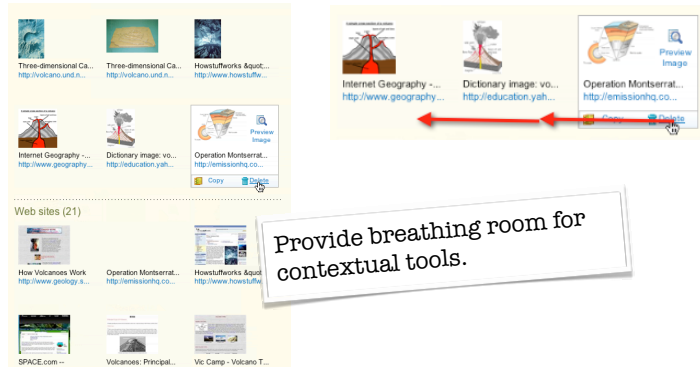 Three-dimensional Ca...
http://volcano.und.n...
Three-dimensional Ca...
http://volcano.und.n...
Howstuffworks &quot;...
http://www.howstuffw...
Internet Geography -...
http://www.geography...
Dictionary image: vo...
http://education.yah...
Preview
Image
Operation Montserrat...
http://emissionhq.co...
Copy
Delete
Web sites (21)
How Volcanoes Work
http://www.geology.s...
Operation Montserrat...
http://emissionhq.co...
Howstuffworks &quot
http://www.howstuffw
SPACE.com --
Volcanoes: Principal...
Vic Camp - Volcano T...
Internet Geography -...
http://www.geography...
Dictionary image: vo...
http://education.yah...
Preview
Image
Operation Montserrat...
http://emissionhq.co...
Copy
Delete
Provide breathing room for
contextual tools.